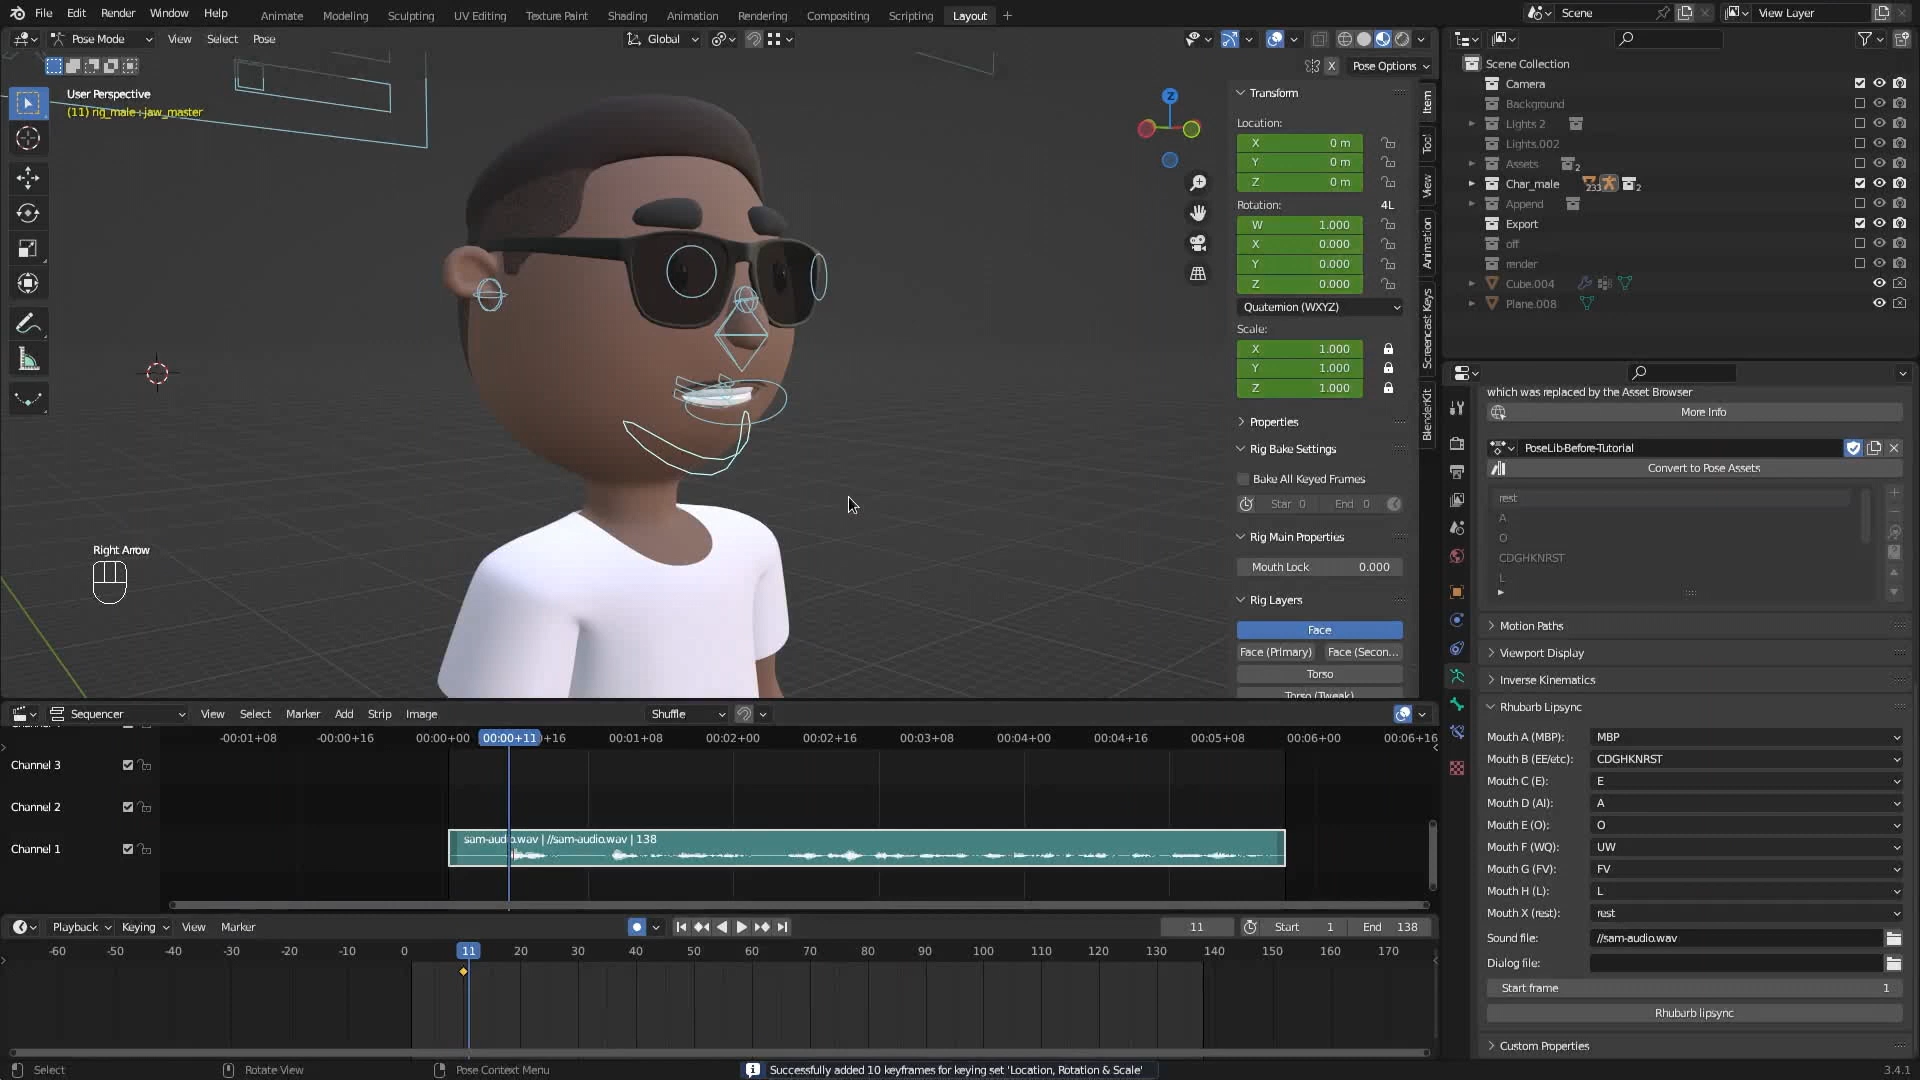 File Edit Render Window Help Animate Modeling Sculpting UV Editing Texture Paint Shading Animation Rendering Compositing Scripting Layout + Scene View Layer
Pose Mode View Select Pose Global
X Pose Options
User Perspective
(11) rig_male : jaw_master
Z
Transform
Location:
X 0 m
Y 0 m
Z 0 m
Rotation: 4L
W 1.000
X 0.000
Y 0.000
Z 0.000
Quaternion (WXYZ)
Scale:
X 1.000
Y 1.000
Z 1.000
Properties
Rig Bake Settings
Bake All Keyed Frames
Star 0 End 0
Rig Main Properties
Mouth Lock 0.000
Rig Layers
Face
Face (Primary) Face (Secon...
Torso
Torso (Tweak)
Item
Tool
View
Animation
Screencast Keys
BlenderKit
Right Arrow
Scene Collection
Camera
Background
Lights 2
Lights.002
Assets 2
Char_male 233 2
Append
Export
off
render
Cube.004
Plane.008
which was replaced by the Asset Browser
More Info
PoseLib-Before-Tutorial
Convert to Pose Assets
rest
A
O
CDGHKNRST
L
Motion Paths
Viewport Display
Inverse Kinematics
Rhubarb Lipsync
Mouth A (MBP): MBP
Mouth B (EE/etc): CDGHKNRST
Mouth C (E): E
Mouth D (AI): A
Mouth E (O): O
Mouth F (WQ): UW
Mouth G (FV): FV
Mouth H (L): L
Mouth X (rest): rest
Sound file: //sam-audio.wav
Dialog file:
Start frame 1
Rhubarb lipsync
Custom Properties
Sequencer View Select Marker Add Strip Image Shuffle
-00:01+08 -00:00+16 00:00+00 00:00+11 +16 00:01+08 00:02+00 00:02+16 00:03+08 00:04+00 00:04+16 00:05+08 00:06+00 00:06+16
Channel 3
Channel 2
Channel 1
sam-audio.wav | //sam-audio.wav | 138
Playback Keying View Marker 11 Start 1 End 138
-60 -50 -40 -30 -20 -10 0 11 20 30 40 50 60 70 80 90 100 110 120 130 140 150 160 170
Select Rotate View Pose Context Menu Successfully added 10 keyframes for keying set 'Location, Rotation & Scale' 3.4.1